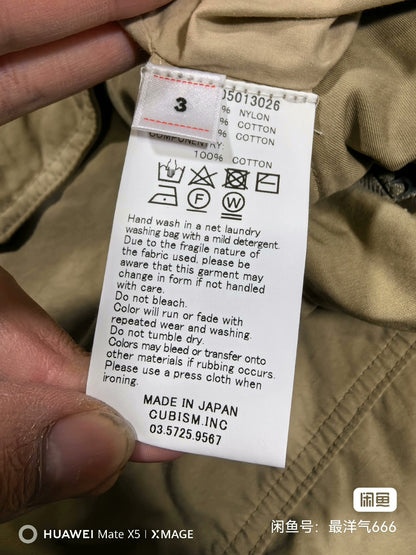 3
05013026
% NYLON
% COTTON
COMPONENTRY:
100% COTTON
F
W
Hand wash in a net laundry
washing bag with a mild detergent.
Due to the fragile nature of
the fabric used, please be
aware that this garment may
change in form if not handled
with care.
Do not bleach.
Color will run or fade with
repeated wear and washing.
Do not tumble dry.
Colors may bleed or transfer onto
other materials if rubbing occurs.
Please use a press cloth when
ironing.
MADE IN JAPAN
CUBISM.INC
03.5725.9567
闲鱼
闲鱼号：最洋气666
HUAWEI Mate X5 | XMAGE